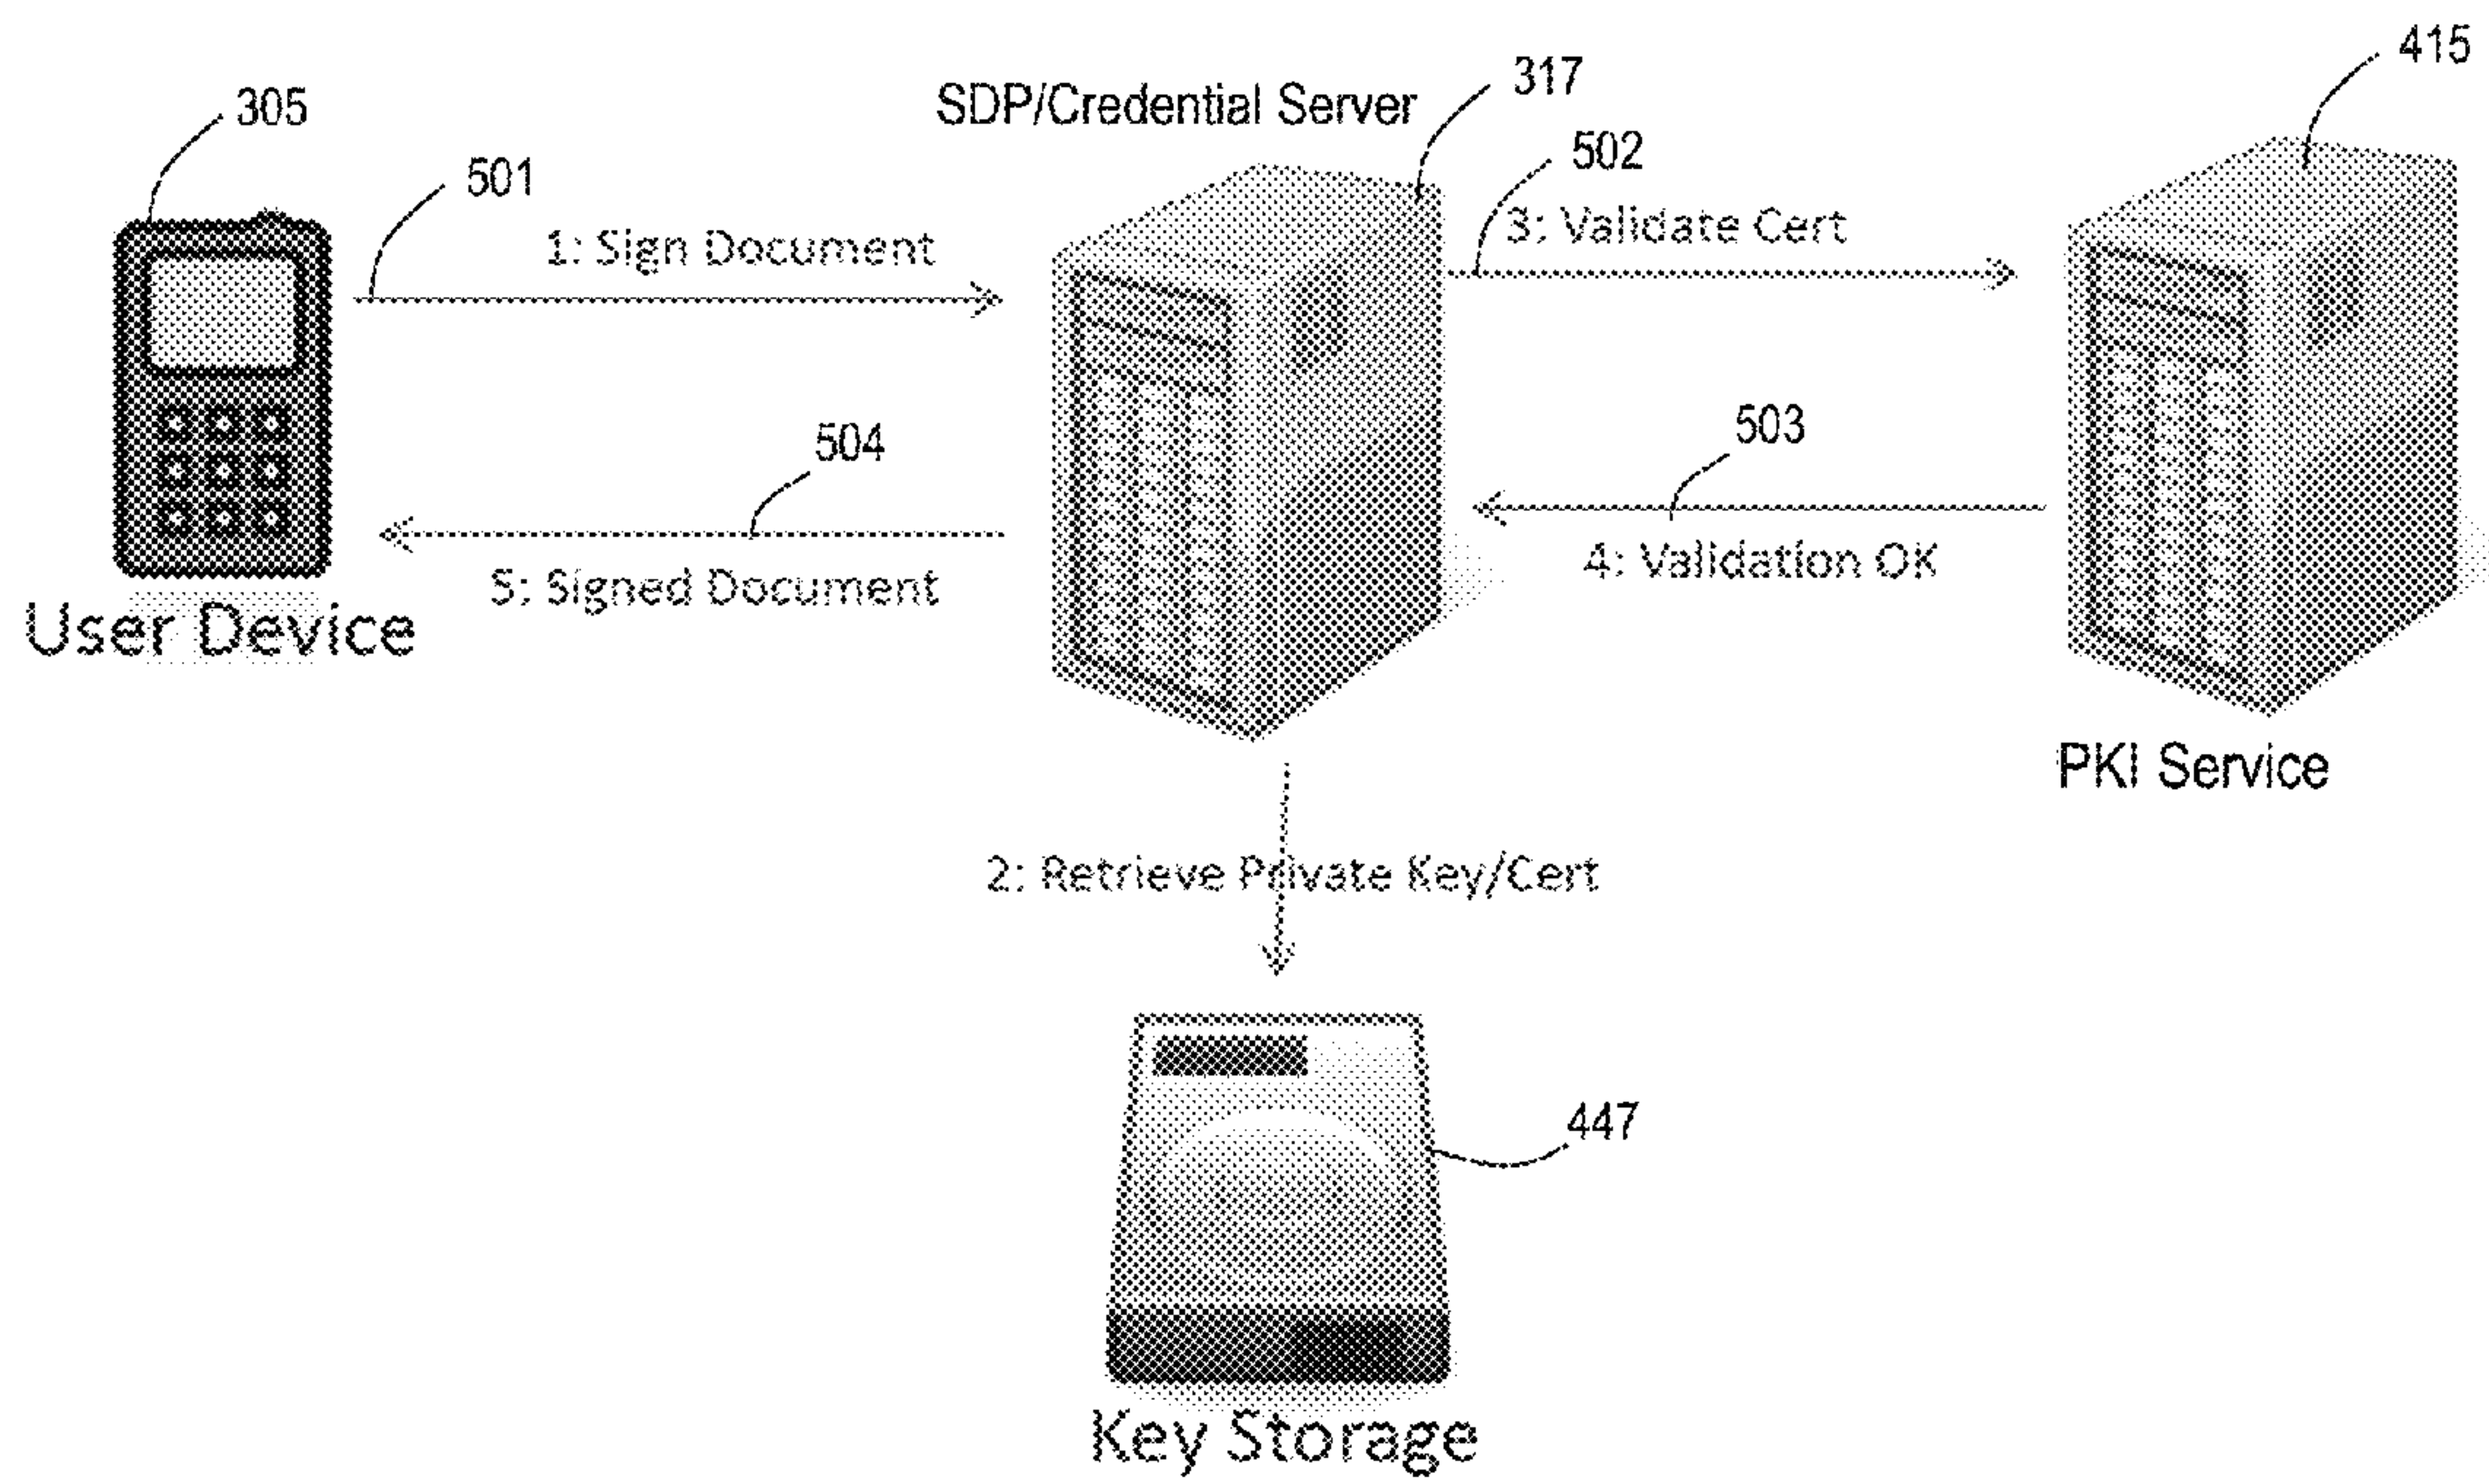 415
317
SDP/Credential Server
305
502
501
3: Validate Cert
1: Sign Document
503
504
4: Validation OK
5: Signed Document
User Device
PKI Service
2: Retrieve Private Key/Cert
447
Key Storage